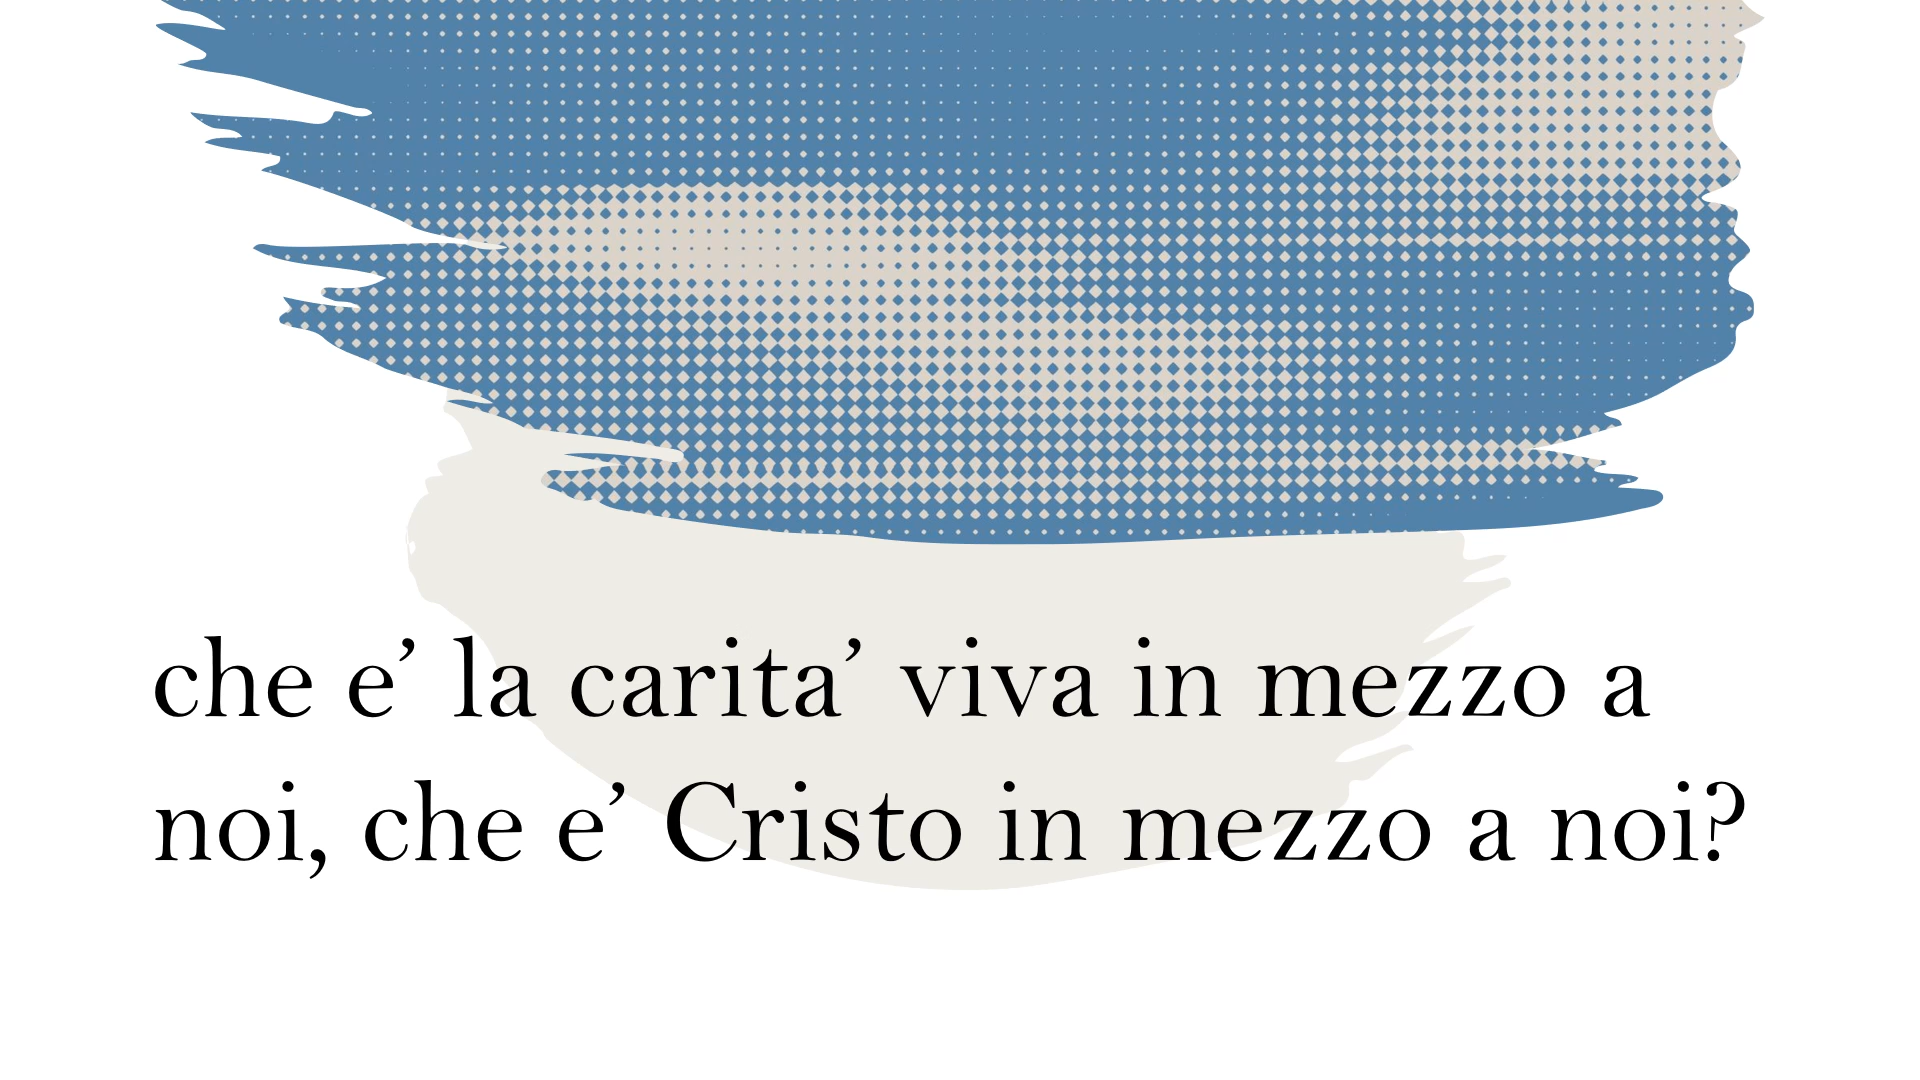 che e’ la carita’ viva in mezzo a
noi, che e’ Cristo in mezzo a noi?